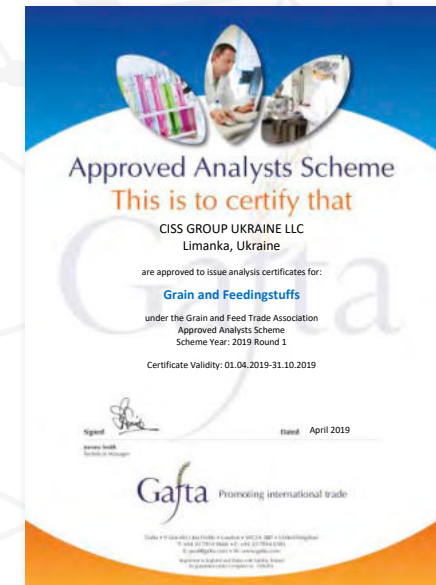 Approved Analysts Scheme
This is to certify that
CISS GROUP UKRAINE LLC
Limanka, Ukraine
are approved to issue analysis certificates for:
Grain and Feedingstuffs
under the Grain and Feed Trade Association
Approved Analysts Scheme
Scheme Year: 2019 Round 1
Certificate Validity: 01.04.2019-31.10.2019
Signed
Dated April 2019
Technical Manager
Gafta Promoting international trade
Gafta